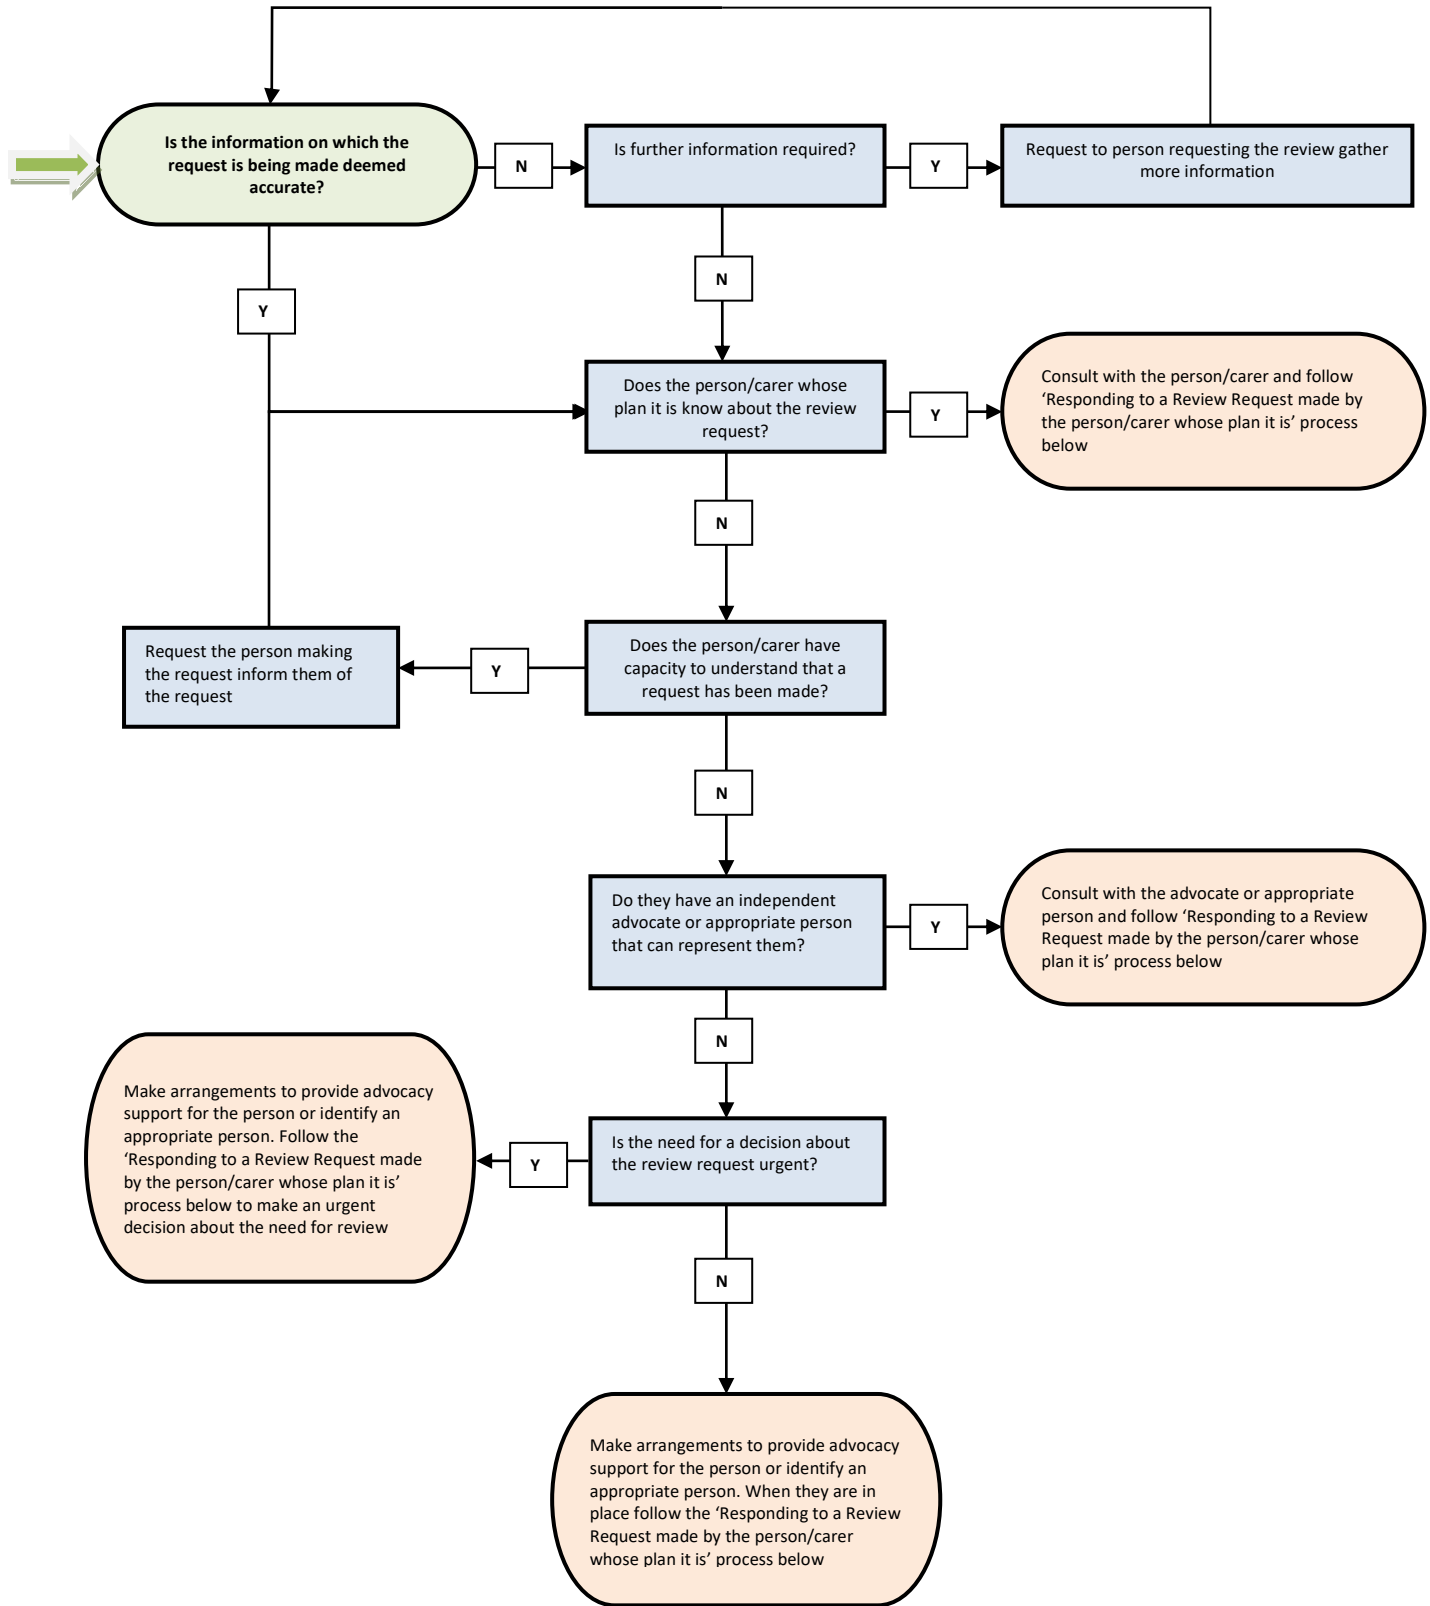 Is the information on which the
request is being made deemed
accurate?
N
Is further information required?
Y
Request to person requesting the review gather
more information
Y
N
Does the person/carer whose
plan it is know about the review
request?
Y
Consult with the person/carer and follow
‘Responding to a Review Request made by
the person/carer whose plan it is’ process
below
N
Request the person making
the request inform them of
the request
Y
Does the person/carer have
capacity to understand that a
request has been made?
N
Do they have an independent
advocate or appropriate person
that can represent them?
Y
Consult with the advocate or appropriate
person and follow ‘Responding to a Review
Request made by the person/carer whose
plan it is’ process below
N
Make arrangements to provide advocacy
support for the person or identify an
appropriate person. Follow the
‘Responding to a Review Request made
by the person/carer whose plan it is’
process below to make an urgent
decision about the need for review
Y
Is the need for a decision about
the review request urgent?
N
Make arrangements to provide advocacy
support for the person or identify an
appropriate person. When they are in
place follow the ‘Responding to a Review
Request made by the person/carer
whose plan it is’ process below